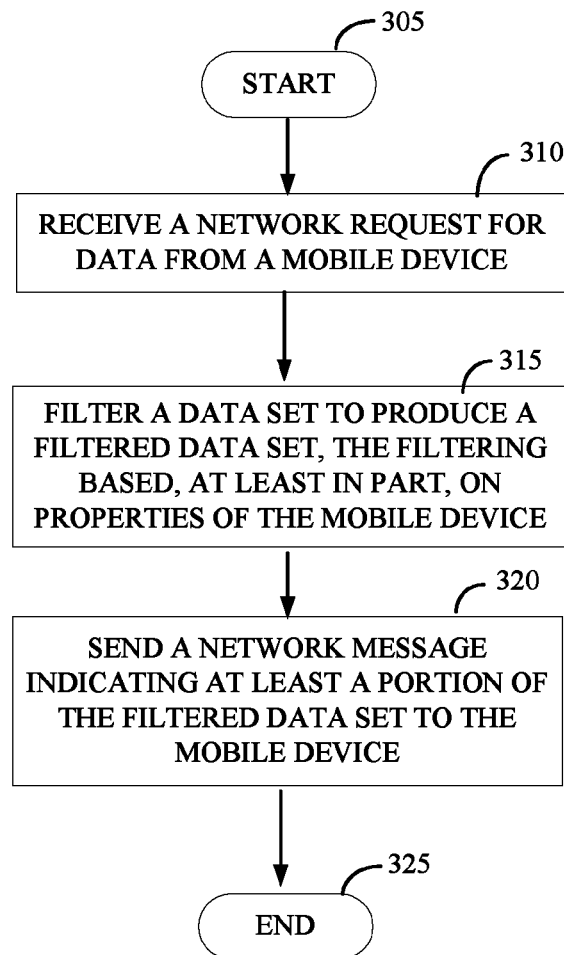 305
START
310
RECEIVE A NETWORK REQUEST FOR
DATA FROM A MOBILE DEVICE
315
FILTER A DATA SET TO PRODUCE A
FILTERED DATA SET, THE FILTERING
BASED, AT LEAST IN PART, ON
PROPERTIES OF THE MOBILE DEVICE
320
SEND A NETWORK MESSAGE
INDICATING AT LEAST A PORTION OF
THE FILTERED DATA SET TO THE
MOBILE DEVICE
325
END